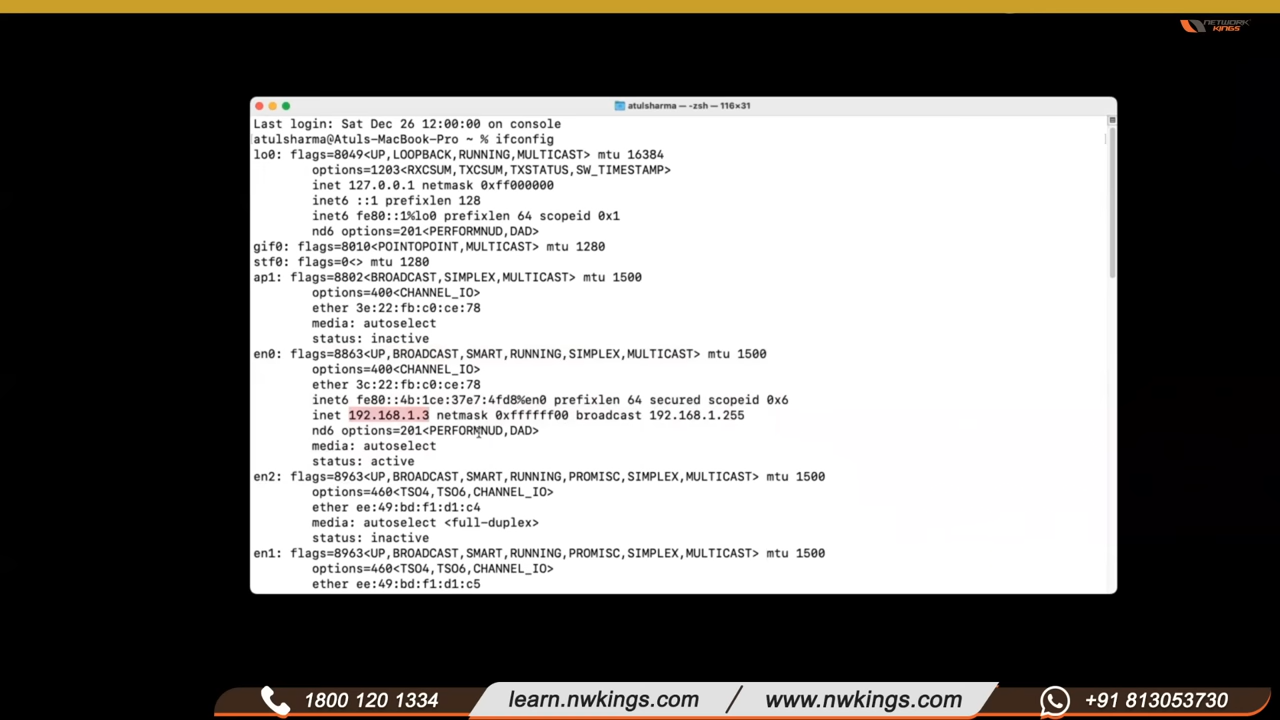 NETWORK
KINGS
atulsharma — -zsh — 116×31
Last login: Sat Dec 26 12:00:00 on console
atulsharma@Atuls-MacBook-Pro ~ % ifconfig
lo0: flags=8049<UP,LOOPBACK,RUNNING,MULTICAST> mtu 16384
options=1203<RXCSUM,TXCSUM,TXSTATUS,SW_TIMESTAMP>
inet 127.0.0.1 netmask 0xff000000
inet6 ::1 prefixlen 128
inet6 fe80::1%lo0 prefixlen 64 scopeid 0x1
nd6 options=201<PERFORMNUD,DAD>
gif0: flags=8010<POINTOPOINT,MULTICAST> mtu 1280
stf0: flags=0<> mtu 1280
ap1: flags=8802<BROADCAST,SIMPLEX,MULTICAST> mtu 1500
options=400<CHANNEL_IO>
ether 3e:22:fb:c0:ce:78
media: autoselect
status: inactive
en0: flags=8863<UP,BROADCAST,SMART,RUNNING,SIMPLEX,MULTICAST> mtu 1500
options=400<CHANNEL_IO>
ether 3c:22:fb:c0:ce:78
inet6 fe80::4b:1ce:37e7:4fd8%en0 prefixlen 64 secured scopeid 0x6
inet 192.168.1.3 netmask 0xffffff00 broadcast 192.168.1.255
nd6 options=201<PERFORMNUD,DAD>
media: autoselect
status: active
en2: flags=8963<UP,BROADCAST,SMART,RUNNING,PROMISC,SIMPLEX,MULTICAST> mtu 1500
options=460<TSO4,TSO6,CHANNEL_IO>
ether ee:49:bd:f1:d1:c4
media: autoselect <full-duplex>
status: inactive
en1: flags=8963<UP,BROADCAST,SMART,RUNNING,PROMISC,SIMPLEX,MULTICAST> mtu 1500
options=460<TSO4,TSO6,CHANNEL_IO>
ether ee:49:bd:f1:d1:c5
1800 120 1334 learn.nwkings.com / www.nwkings.com +91 813053730